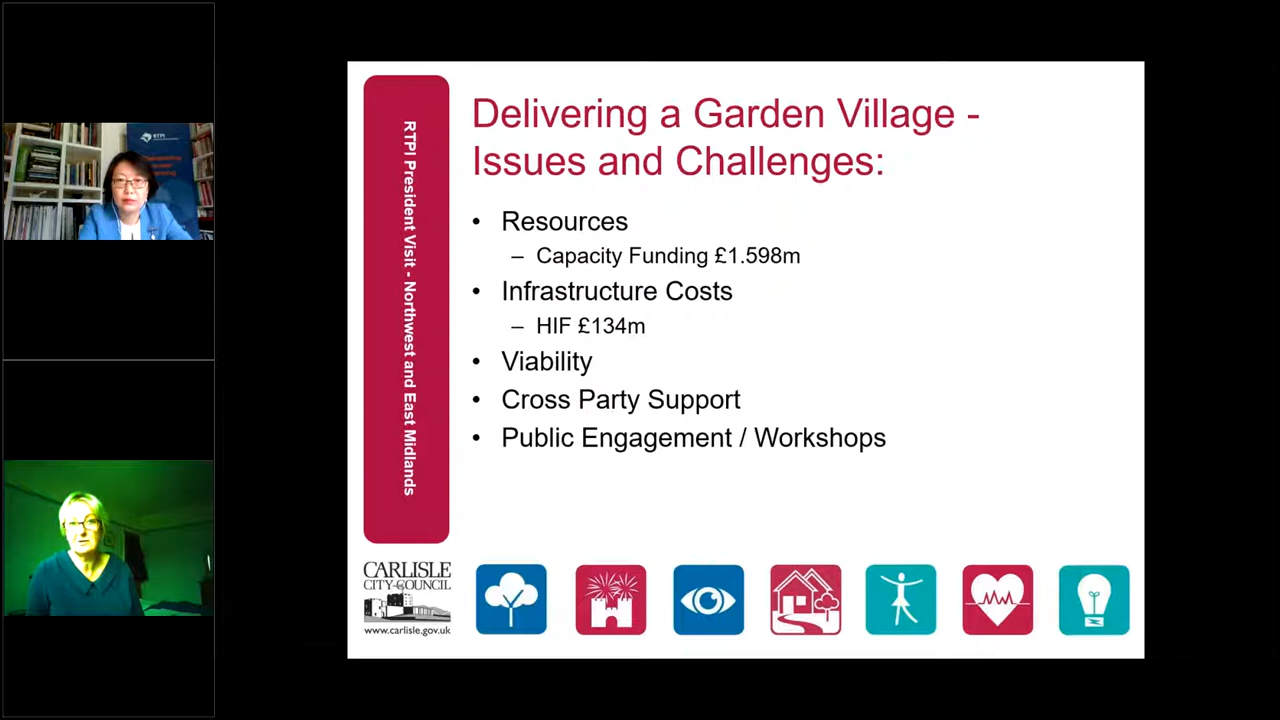 RTPI
RTPI President Visit - Northwest and East Midlands
Delivering a Garden Village -
Issues and Challenges:
• Resources
– Capacity Funding £1.598m
• Infrastructure Costs
– HIF £134m
• Viability
• Cross Party Support
• Public Engagement / Workshops
CARLISLE
CITY COUNCIL
www.carlisle.gov.uk